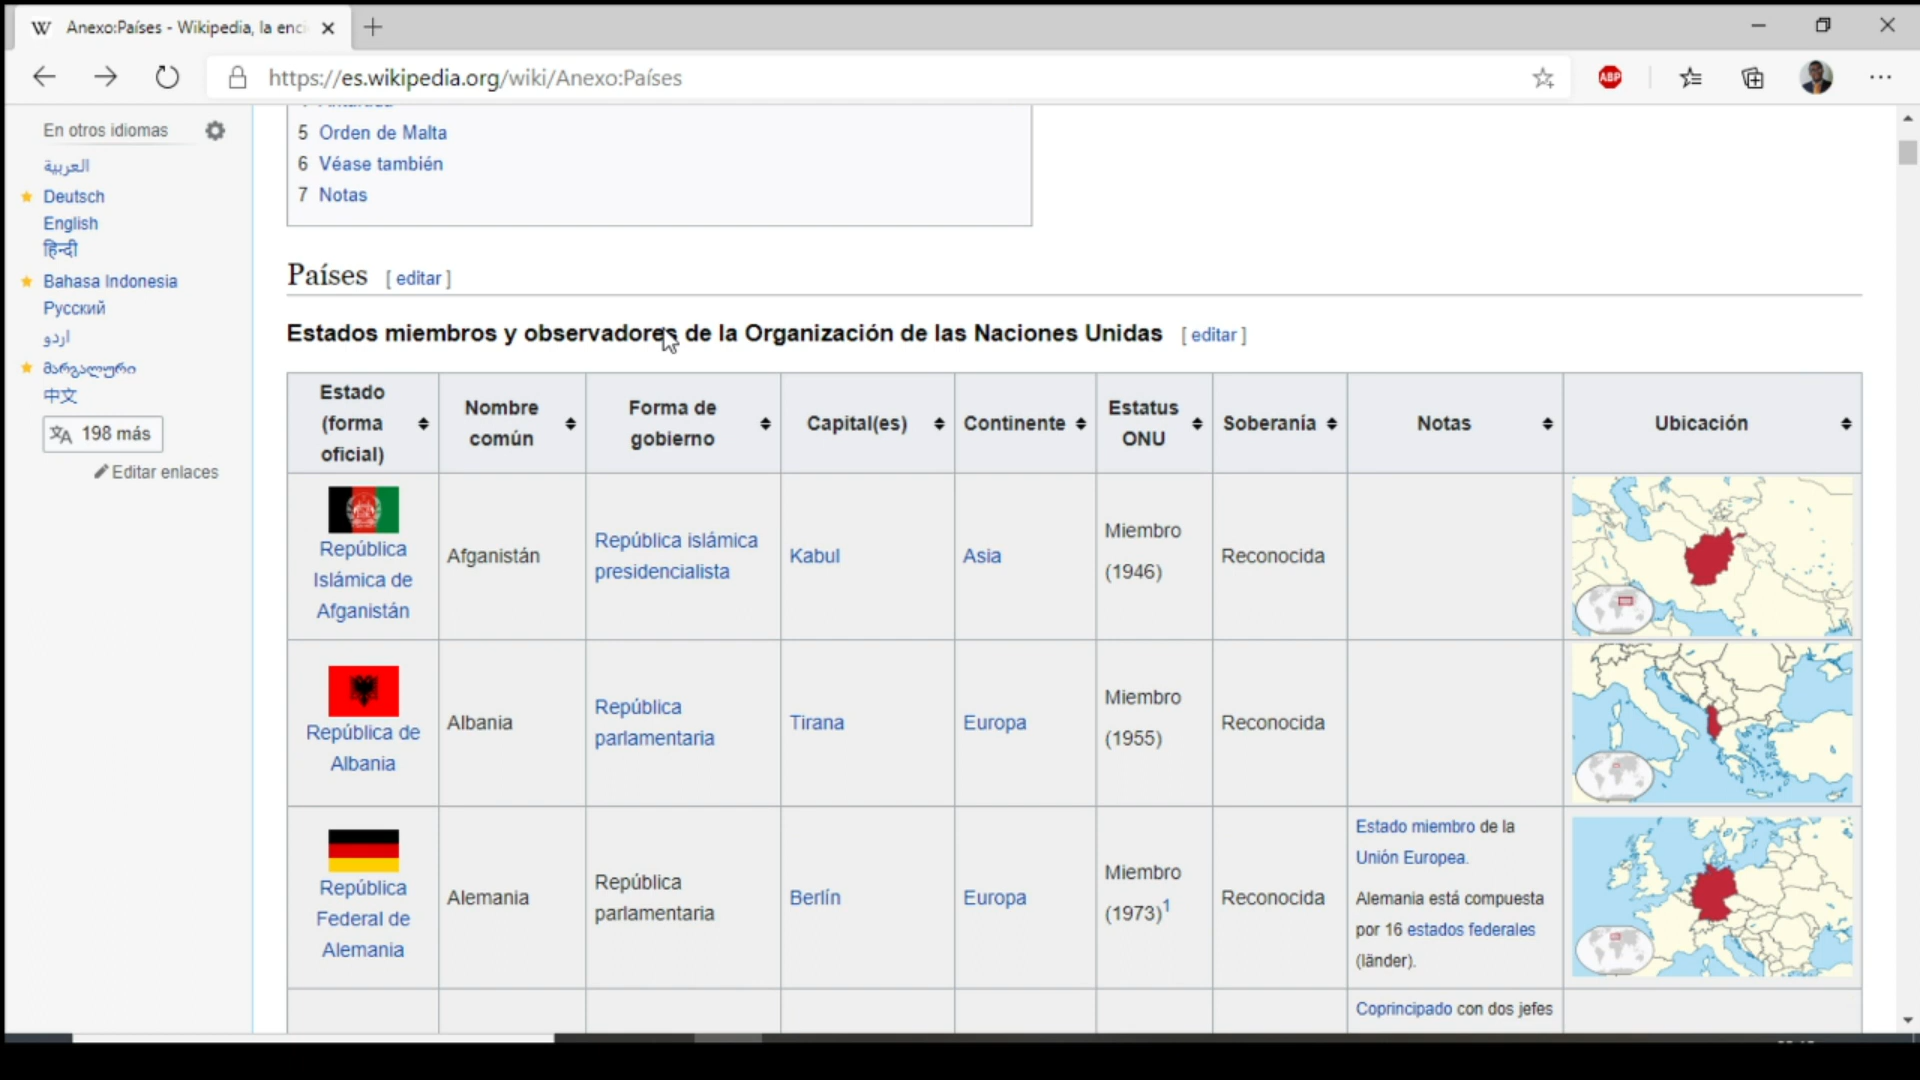 Anexo:Países - Wikipedia, la enci
https://es.wikipedia.org/wiki/Anexo:Países
ABP
En otros idiomas
العربية
Deutsch
English
हिन्दी
Bahasa Indonesia
Русский
اردو
მარგალური
中文
198 más
Editar enlaces
5 Orden de Malta
6 Véase también
7 Notas
Países [ editar ]
Estados miembros y observadores de la Organización de las Naciones Unidas [ editar ]
Estado
(forma
oficial)
Nombre
común
Forma de
gobierno
Capital(es)
Continente
Estatus
ONU
Soberanía
Notas
Ubicación
República
Islámica de
Afganistán
Afganistán
República islámica
presidencialista
Kabul
Asia
Miembro
(1946)
Reconocida
República de
Albania
Albania
República
parlamentaria
Tirana
Europa
Miembro
(1955)
Reconocida
República
Federal de
Alemania
Alemania
República
parlamentaria
Berlín
Europa
Miembro
(1973)1
Reconocida
Estado miembro de la
Unión Europea.
Alemania está compuesta
por 16 estados federales
(länder).
Coprincipado con dos jefes